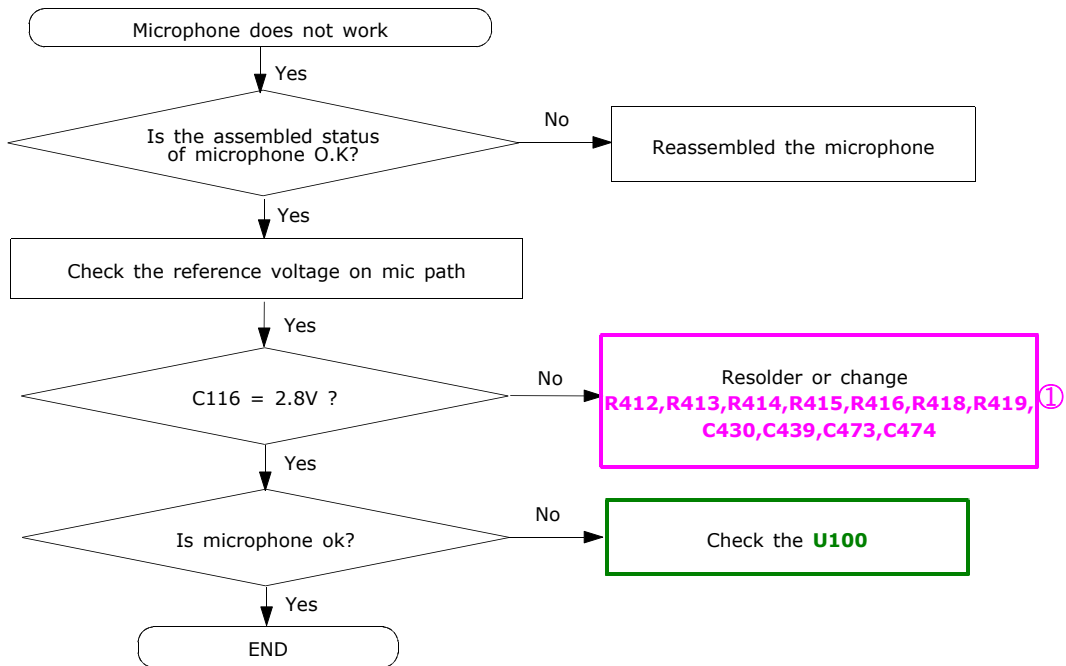 Microphone does not work
Yes
Is the assembled status
of microphone O.K?
No
Reassembled the microphone
Yes
Check the reference voltage on mic path
Yes
C116 = 2.8V ?
No
Resolder or change
R412,R413,R414,R415,R416,R418,R419,
C430,C439,C473,C474
①
Yes
Is microphone ok?
No
Check the U100
Yes
END